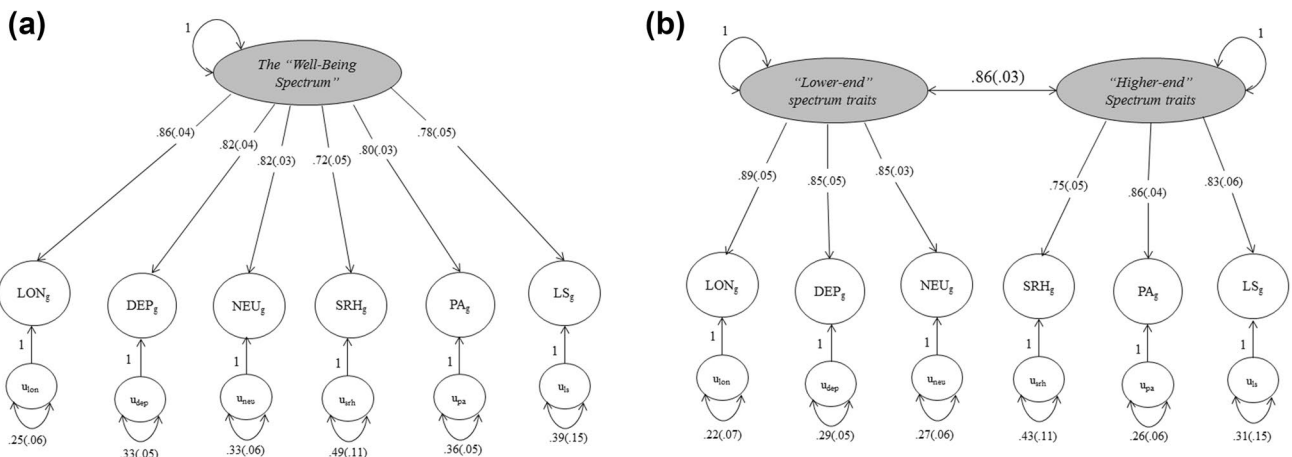 (a)
1
The “Well-Being
Spectrum”
.86(.04)
.82(.04)
.82(.03)
.72(.05)
.80(.03)
.78(.05)
LONg
DEPg
NEUg
SRHg
PAg
LSg
1
1
1
1
1
1
ulon
udep
uneu
usrh
upa
uls
.25(.06)
.33(.05)
.33(.06)
.49(.11)
.36(.05)
.39(.15)
(b)
1
1
“Lower-end”
spectrum traits
.86(.03)
“Higher-end”
Spectrum traits
.89(.05)
.85(.05)
.85(.03)
.75(.05)
.86(.04)
.83(.06)
LONg
DEPg
NEUg
SRHg
PAg
LSg
1
1
1
1
1
1
ulon
udep
uneu
usrh
upa
uls
.22(.07)
.29(.05)
.27(.06)
.43(.11)
.26(.06)
.31(.15)